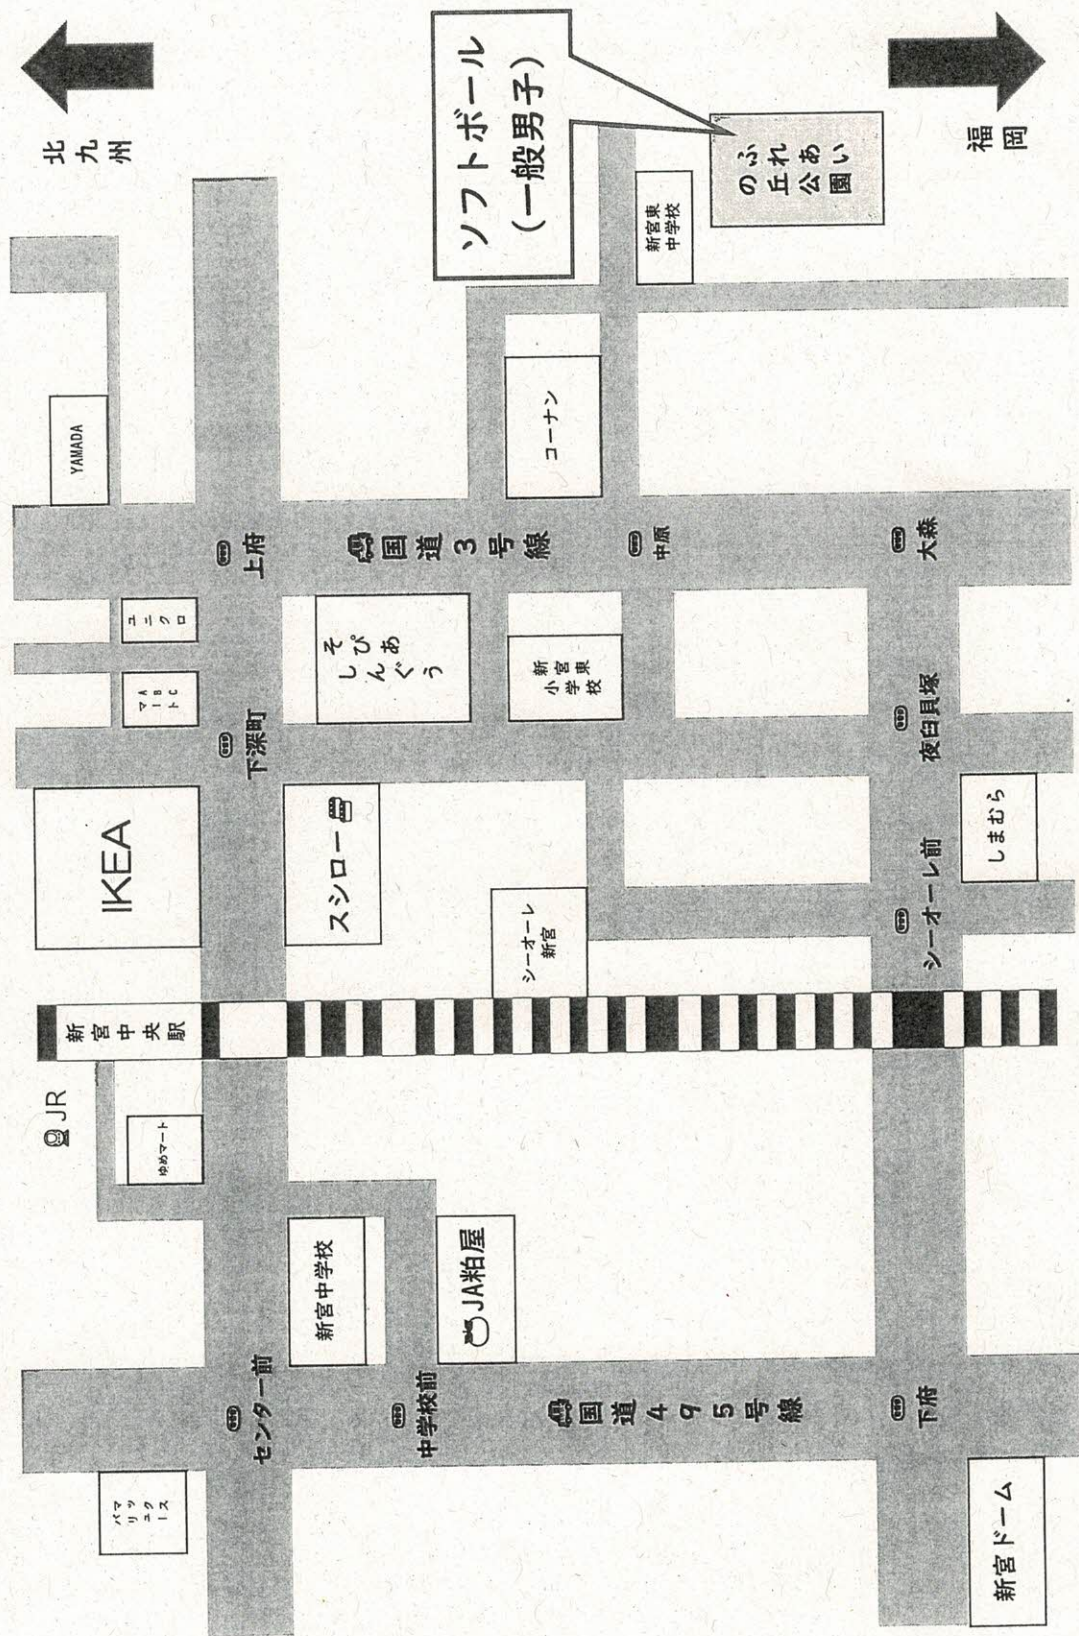 北九州
福岡
ソフトボール
(一般男子)
ふれあい
の丘公園
新宮東
中学校
YAMADA
コーナン
上府
国道3号線
中原
大森
ユニクロ
ABC
マート
そぴあ
しんぐう
新宮東
小学校
下深町
夜臼貝塚
IKEA
スシロー
シーオーレ
新宮
シーオーレ前
しまむら
新宮中央駅
JR
ゆめマート
新宮中学校
JA粕屋
センター前
中学校前
国道495号線
下府
マックス
バリュー
新宮ドーム